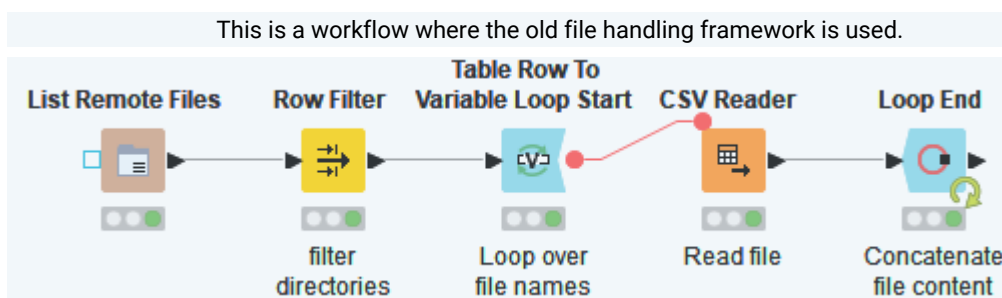 This is a workflow where the old file handling framework is used.
List Remote Files
Row Filter
Table Row To
Variable Loop Start
CSV Reader
Loop End
V
filter
directories
Loop over
file names
Read file
Concatenate
file content